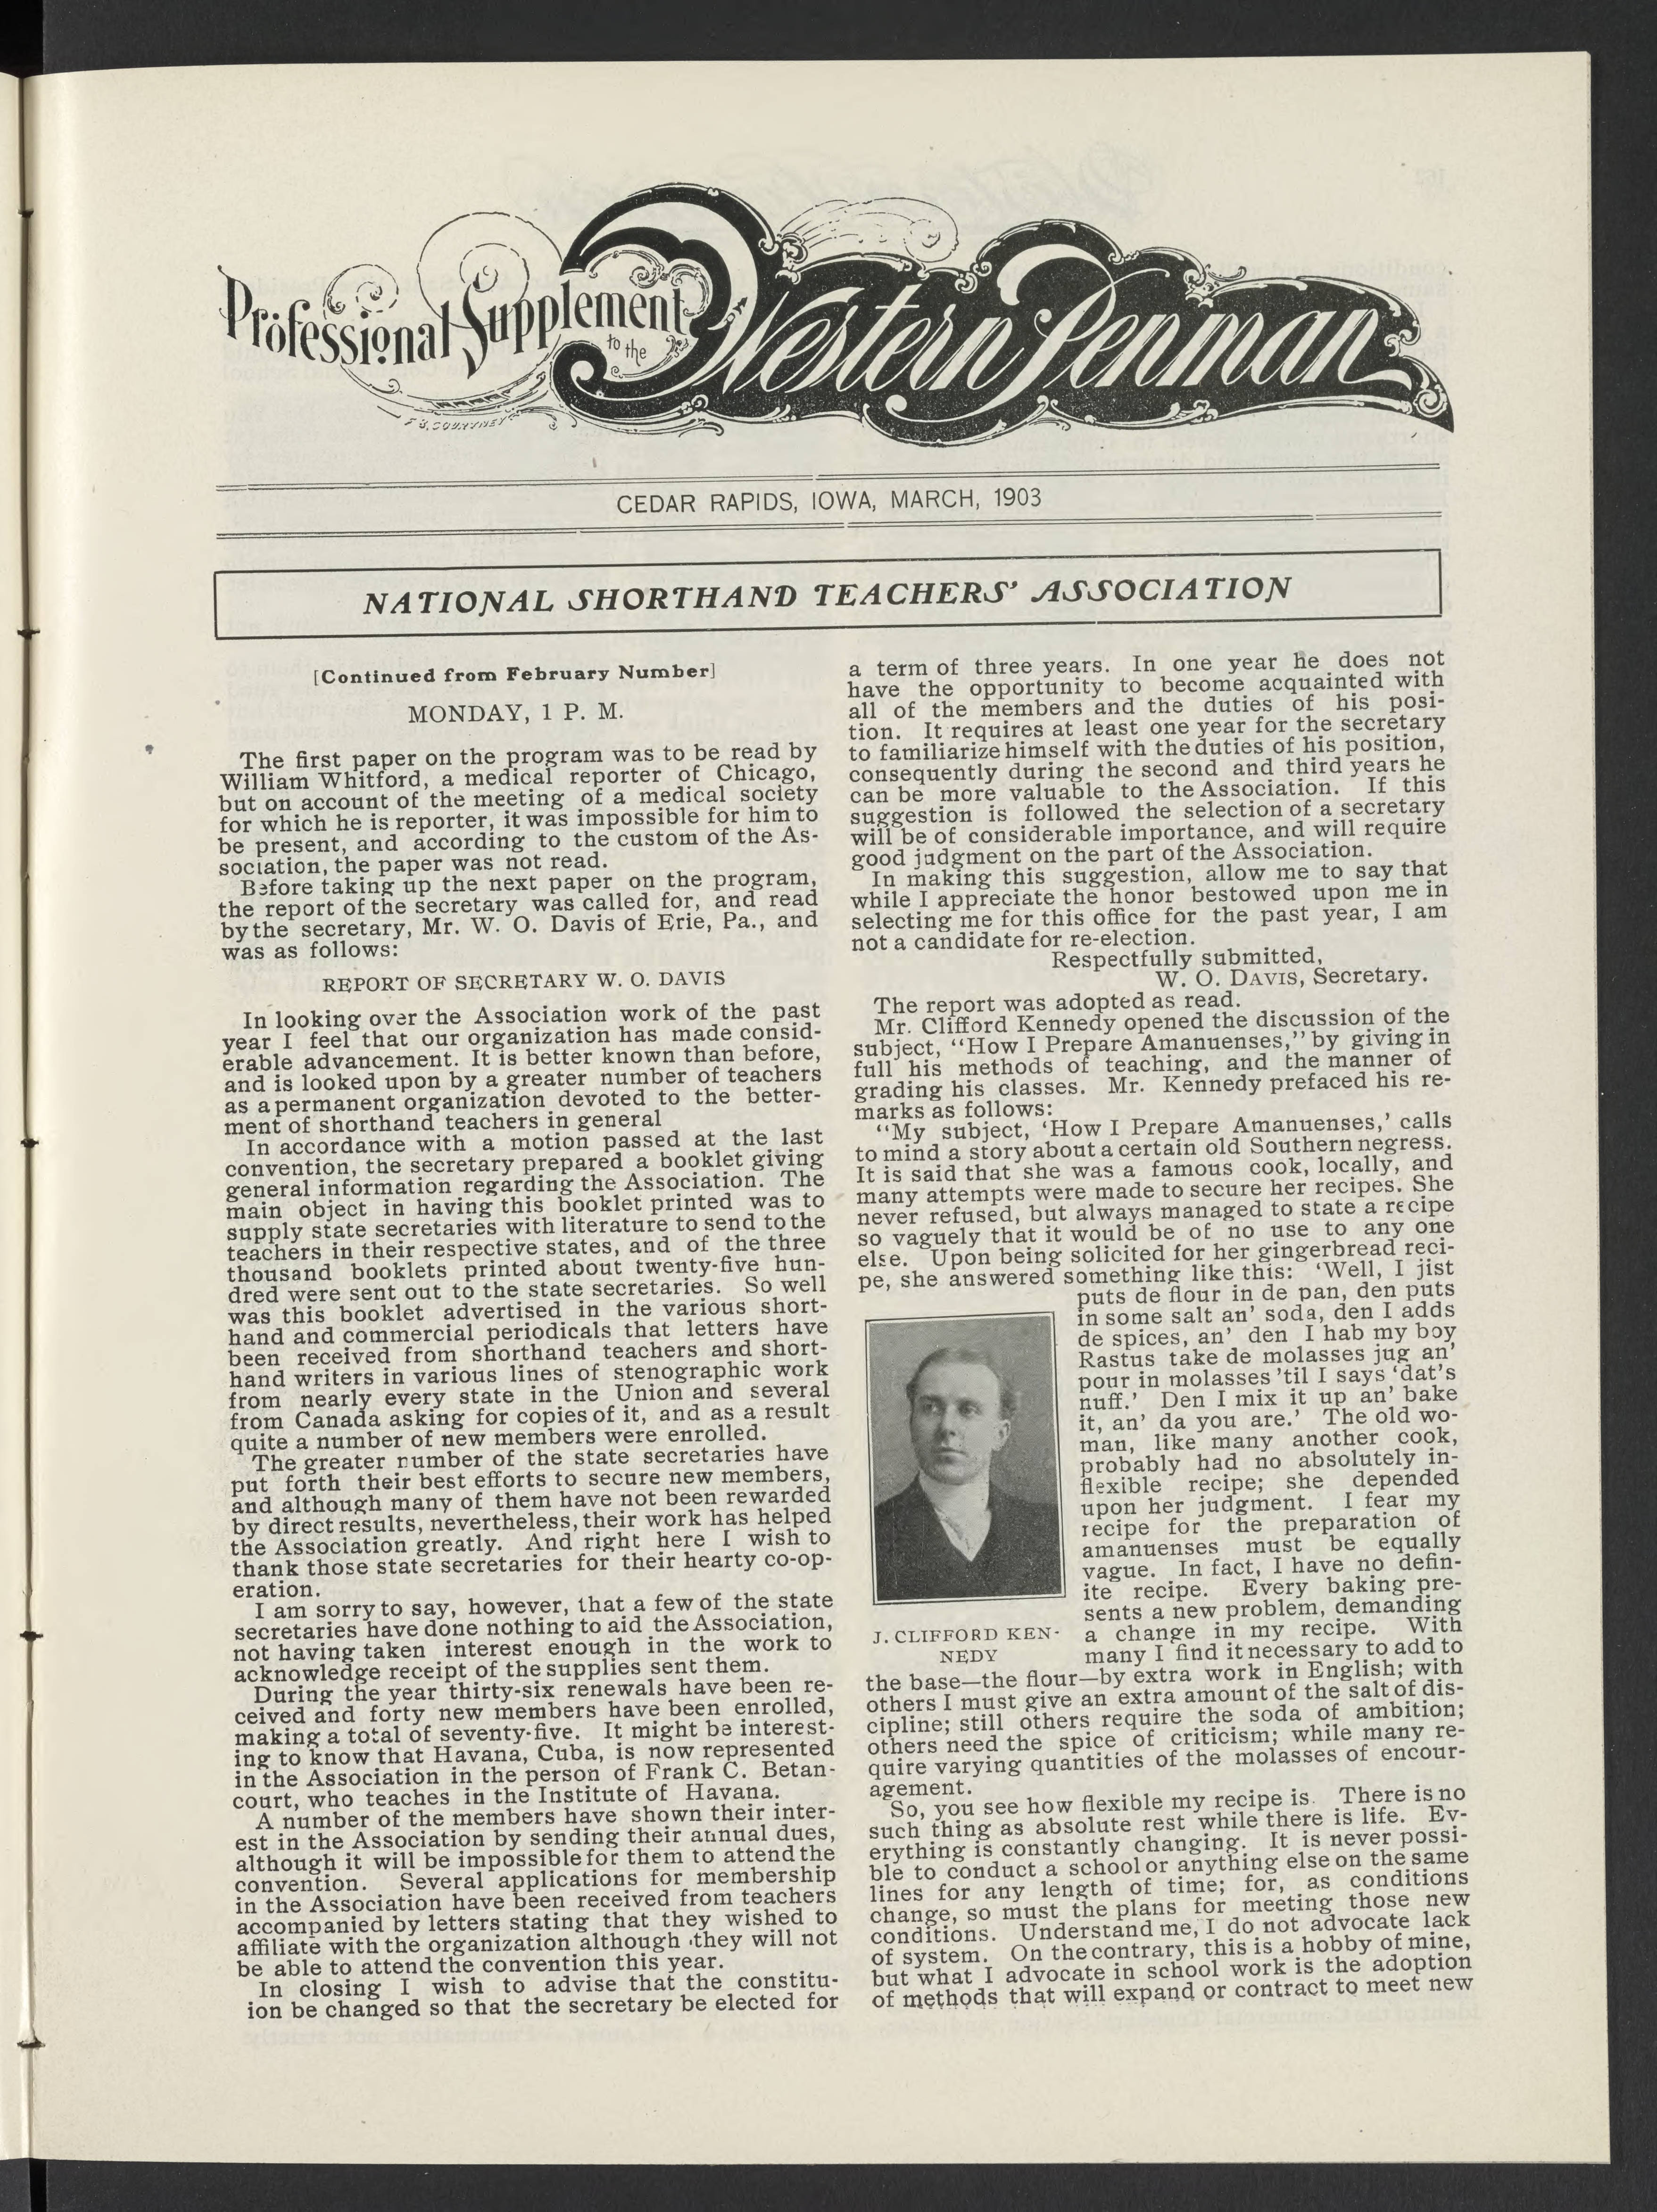 Professional Supplement to the Western Penman
F. B. COURTNEY
CEDAR RAPIDS, IOWA, MARCH, 1903
NATIONAL SHORTHAND TEACHERS' ASSOCIATION
[Continued from February Number]
MONDAY, 1 P. M.
The first paper on the program was to be read by
William Whitford, a medical reporter of Chicago,
but on account of the meeting of a medical society
for which he is reporter, it was impossible for him to
be present, and according to the custom of the As-
sociation, the paper was not read.
Before taking up the next paper on the program,
the report of the secretary was called for, and read
by the secretary, Mr. W. O. Davis of Erie, Pa., and
was as follows:
REPORT OF SECRETARY W. O. DAVIS
In looking over the Association work of the past
year I feel that our organization has made consid-
erable advancement. It is better known than before,
and is looked upon by a greater number of teachers
as a permanent organization devoted to the better-
ment of shorthand teachers in general
In accordance with a motion passed at the last
convention, the secretary prepared a booklet giving
general information regarding the Association. The
main object in having this booklet printed was to
supply state secretaries with literature to send to the
teachers in their respective states, and of the three
thousand booklets printed about twenty-five hun-
dred were sent out to the state secretaries. So well
was this booklet advertised in the various short-
hand and commercial periodicals that letters have
been received from shorthand teachers and short-
hand writers in various lines of stenographic work
from nearly every state in the Union and several
from Canada asking for copies of it, and as a result
quite a number of new members were enrolled.
The greater number of the state secretaries have
put forth their best efforts to secure new members,
and although many of them have not been rewarded
by direct results, nevertheless, their work has helped
the Association greatly. And right here I wish to
thank those state secretaries for their hearty co-op-
eration.
I am sorry to say, however, that a few of the state
secretaries have done nothing to aid the Association,
not having taken interest enough in the work to
acknowledge receipt of the supplies sent them.
During the year thirty-six renewals have been re-
ceived and forty new members have been enrolled,
making a total of seventy-five. It might be interest-
ing to know that Havana, Cuba, is now represented
in the Association in the person of Frank C. Betan-
court, who teaches in the Institute of Havana.
A number of the members have shown their inter-
est in the Association by sending their annual dues,
although it will be impossible for them to attend the
convention. Several applications for membership
in the Association have been received from teachers
accompanied by letters stating that they wished to
affiliate with the organization although they will not
be able to attend the convention this year.
In closing I wish to advise that the constitu-
ion be changed so that the secretary be elected for
a term of three years. In one year he does not
have the opportunity to become acquainted with
all of the members and the duties of his posi-
tion. It requires at least one year for the secretary
to familiarize himself with the duties of his position,
consequently during the second and third years he
can be more valuable to the Association. If this
suggestion is followed the selection of a secretary
will be of considerable importance, and will require
good judgment on the part of the Association.
In making this suggestion, allow me to say that
while I appreciate the honor bestowed upon me in
selecting me for this office for the past year, I am
not a candidate for re-election.
Respectfully submitted,
W. O. DAVIS, Secretary.
The report was adopted as read.
Mr. Clifford Kennedy opened the discussion of the
subject, "How I Prepare Amanuenses," by giving in
full his methods of teaching, and the manner of
grading his classes. Mr. Kennedy prefaced his re-
marks as follows:
"My subject, 'How I Prepare Amanuenses,' calls
to mind a story about a certain old Southern negress.
It is said that she was a famous cook, locally, and
many attempts were made to secure her recipes. She
never refused, but always managed to state a recipe
so vaguely that it would be of no use to any one
else. Upon being solicited for her gingerbread reci-
pe, she answered something like this: 'Well, I jist
puts de flour in de pan, den puts
in some salt an' soda, den I adds
de spices, an' den I hab my boy
Rastus take de molasses jug an'
pour in molasses 'til I says 'dat's
nuff.' Den I mix it up an' bake
it, an' da you are.' The old wo-
man, like many another cook,
probably had no absolutely in-
flexible recipe; she depended
upon her judgment. I fear my
recipe for the preparation of
amanuenses must be equally
vague. In fact, I have no defin-
ite recipe. Every baking pre-
sents a new problem, demanding
a change in my recipe. With
many I find it necessary to add to
J. CLIFFORD KEN-
NEDY
the base—the flour—by extra work in English; with
others I must give an extra amount of the salt of dis-
cipline; still others require the soda of ambition;
others need the spice of criticism; while many re-
quire varying quantities of the molasses of encour-
agement.
So, you see how flexible my recipe is. There is no
such thing as absolute rest while there is life. Ev-
erything is constantly changing. It is never possi-
ble to conduct a school or anything else on the same
lines for any length of time; for, as conditions
change, so must the plans for meeting those new
conditions. Understand me, I do not advocate lack
of system. On the contrary, this is a hobby of mine,
but what I advocate in school work is the adoption
of methods that will expand or contract to meet new